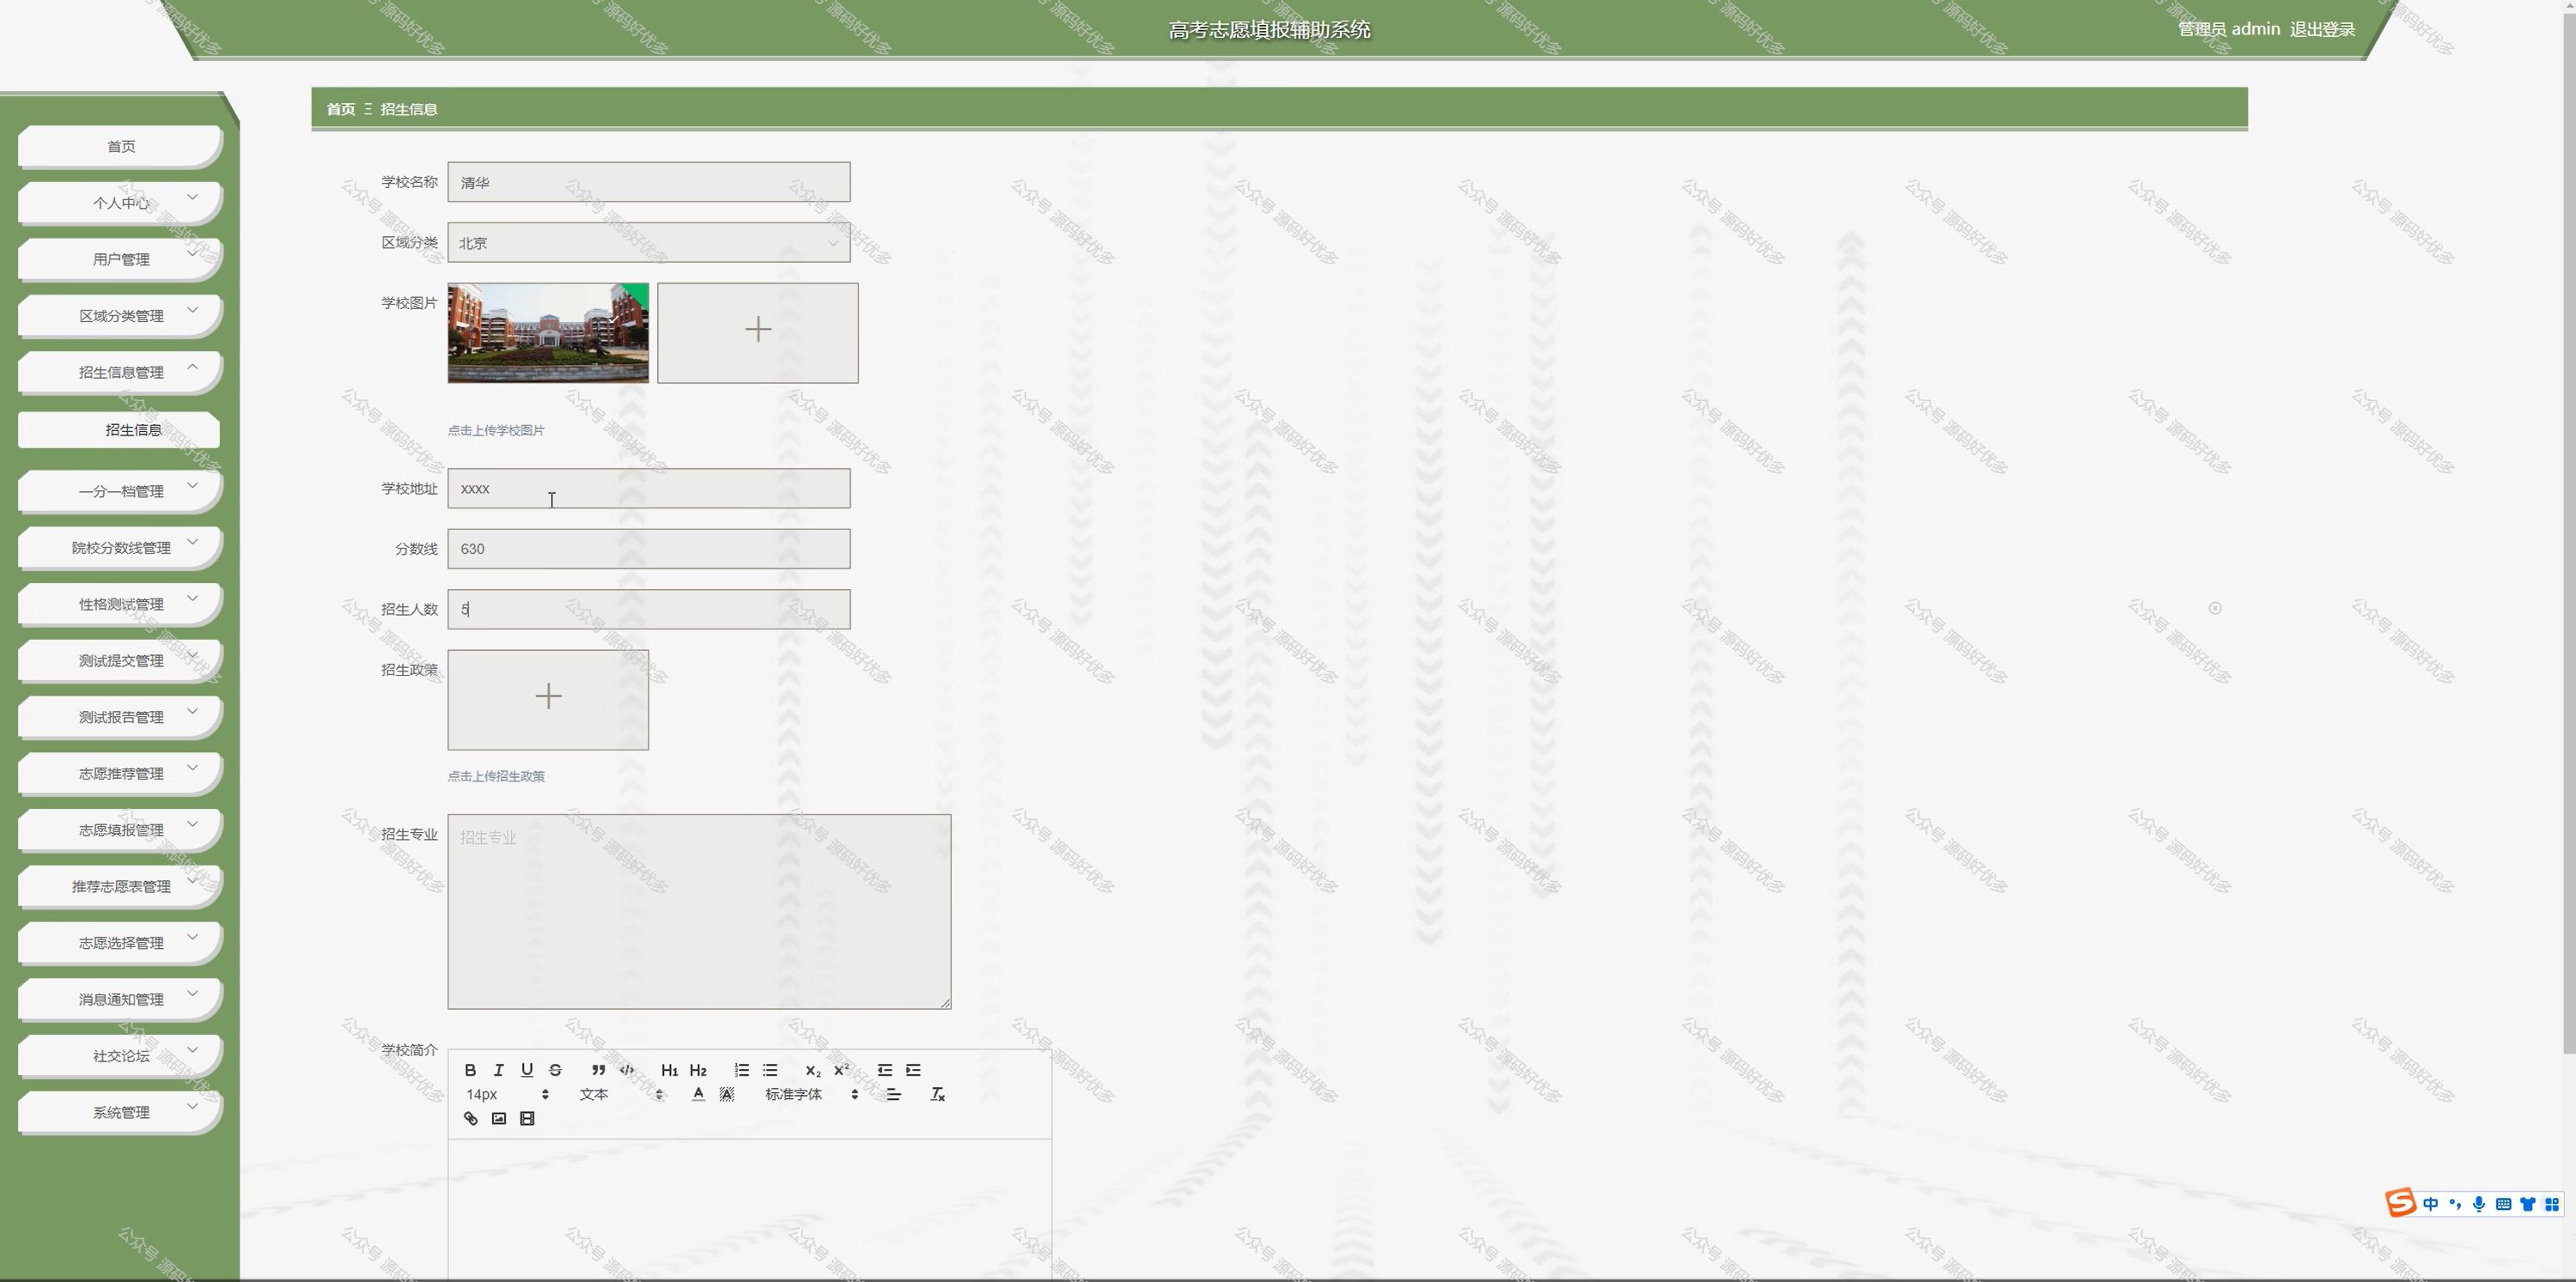 高考志愿填报辅助系统
管理员 admin 退出登录
首页 Ξ 招生信息
首页
个人中心
用户管理
区域分类管理
招生信息管理
招生信息
一分一档管理
院校分数线管理
性格测试管理
测试提交管理
测试报告管理
志愿推荐管理
志愿填报管理
推荐志愿表管理
志愿选择管理
消息通知管理
社交论坛
系统管理
学校名称 清华
区域分类 北京
学校图片
点击上传学校图片
学校地址 xxxx
分数线 630
招生人数 5
招生政策
点击上传招生政策
招生专业 招生专业
学校简介
B I U S H1 H2 X2 X2
14px 文本 A A 标准字体 Tx
S 中
公众号 源码好优多